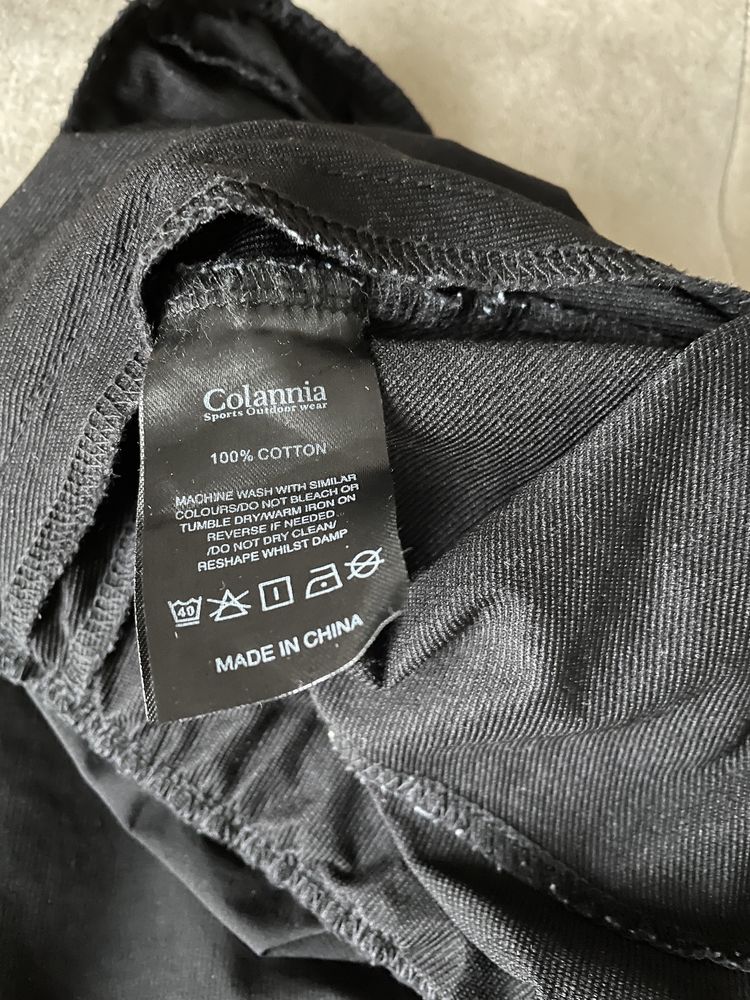 Colannia
Sports Outdoor wear
100% COTTON
MACHINE WASH WITH SIMILAR
COLOURS/DO NOT BLEACH OR
TUMBLE DRY/WARM IRON ON
REVERSE IF NEEDED
/DO NOT DRY CLEAN/
RESHAPE WHILST DAMP
40
MADE IN CHINA